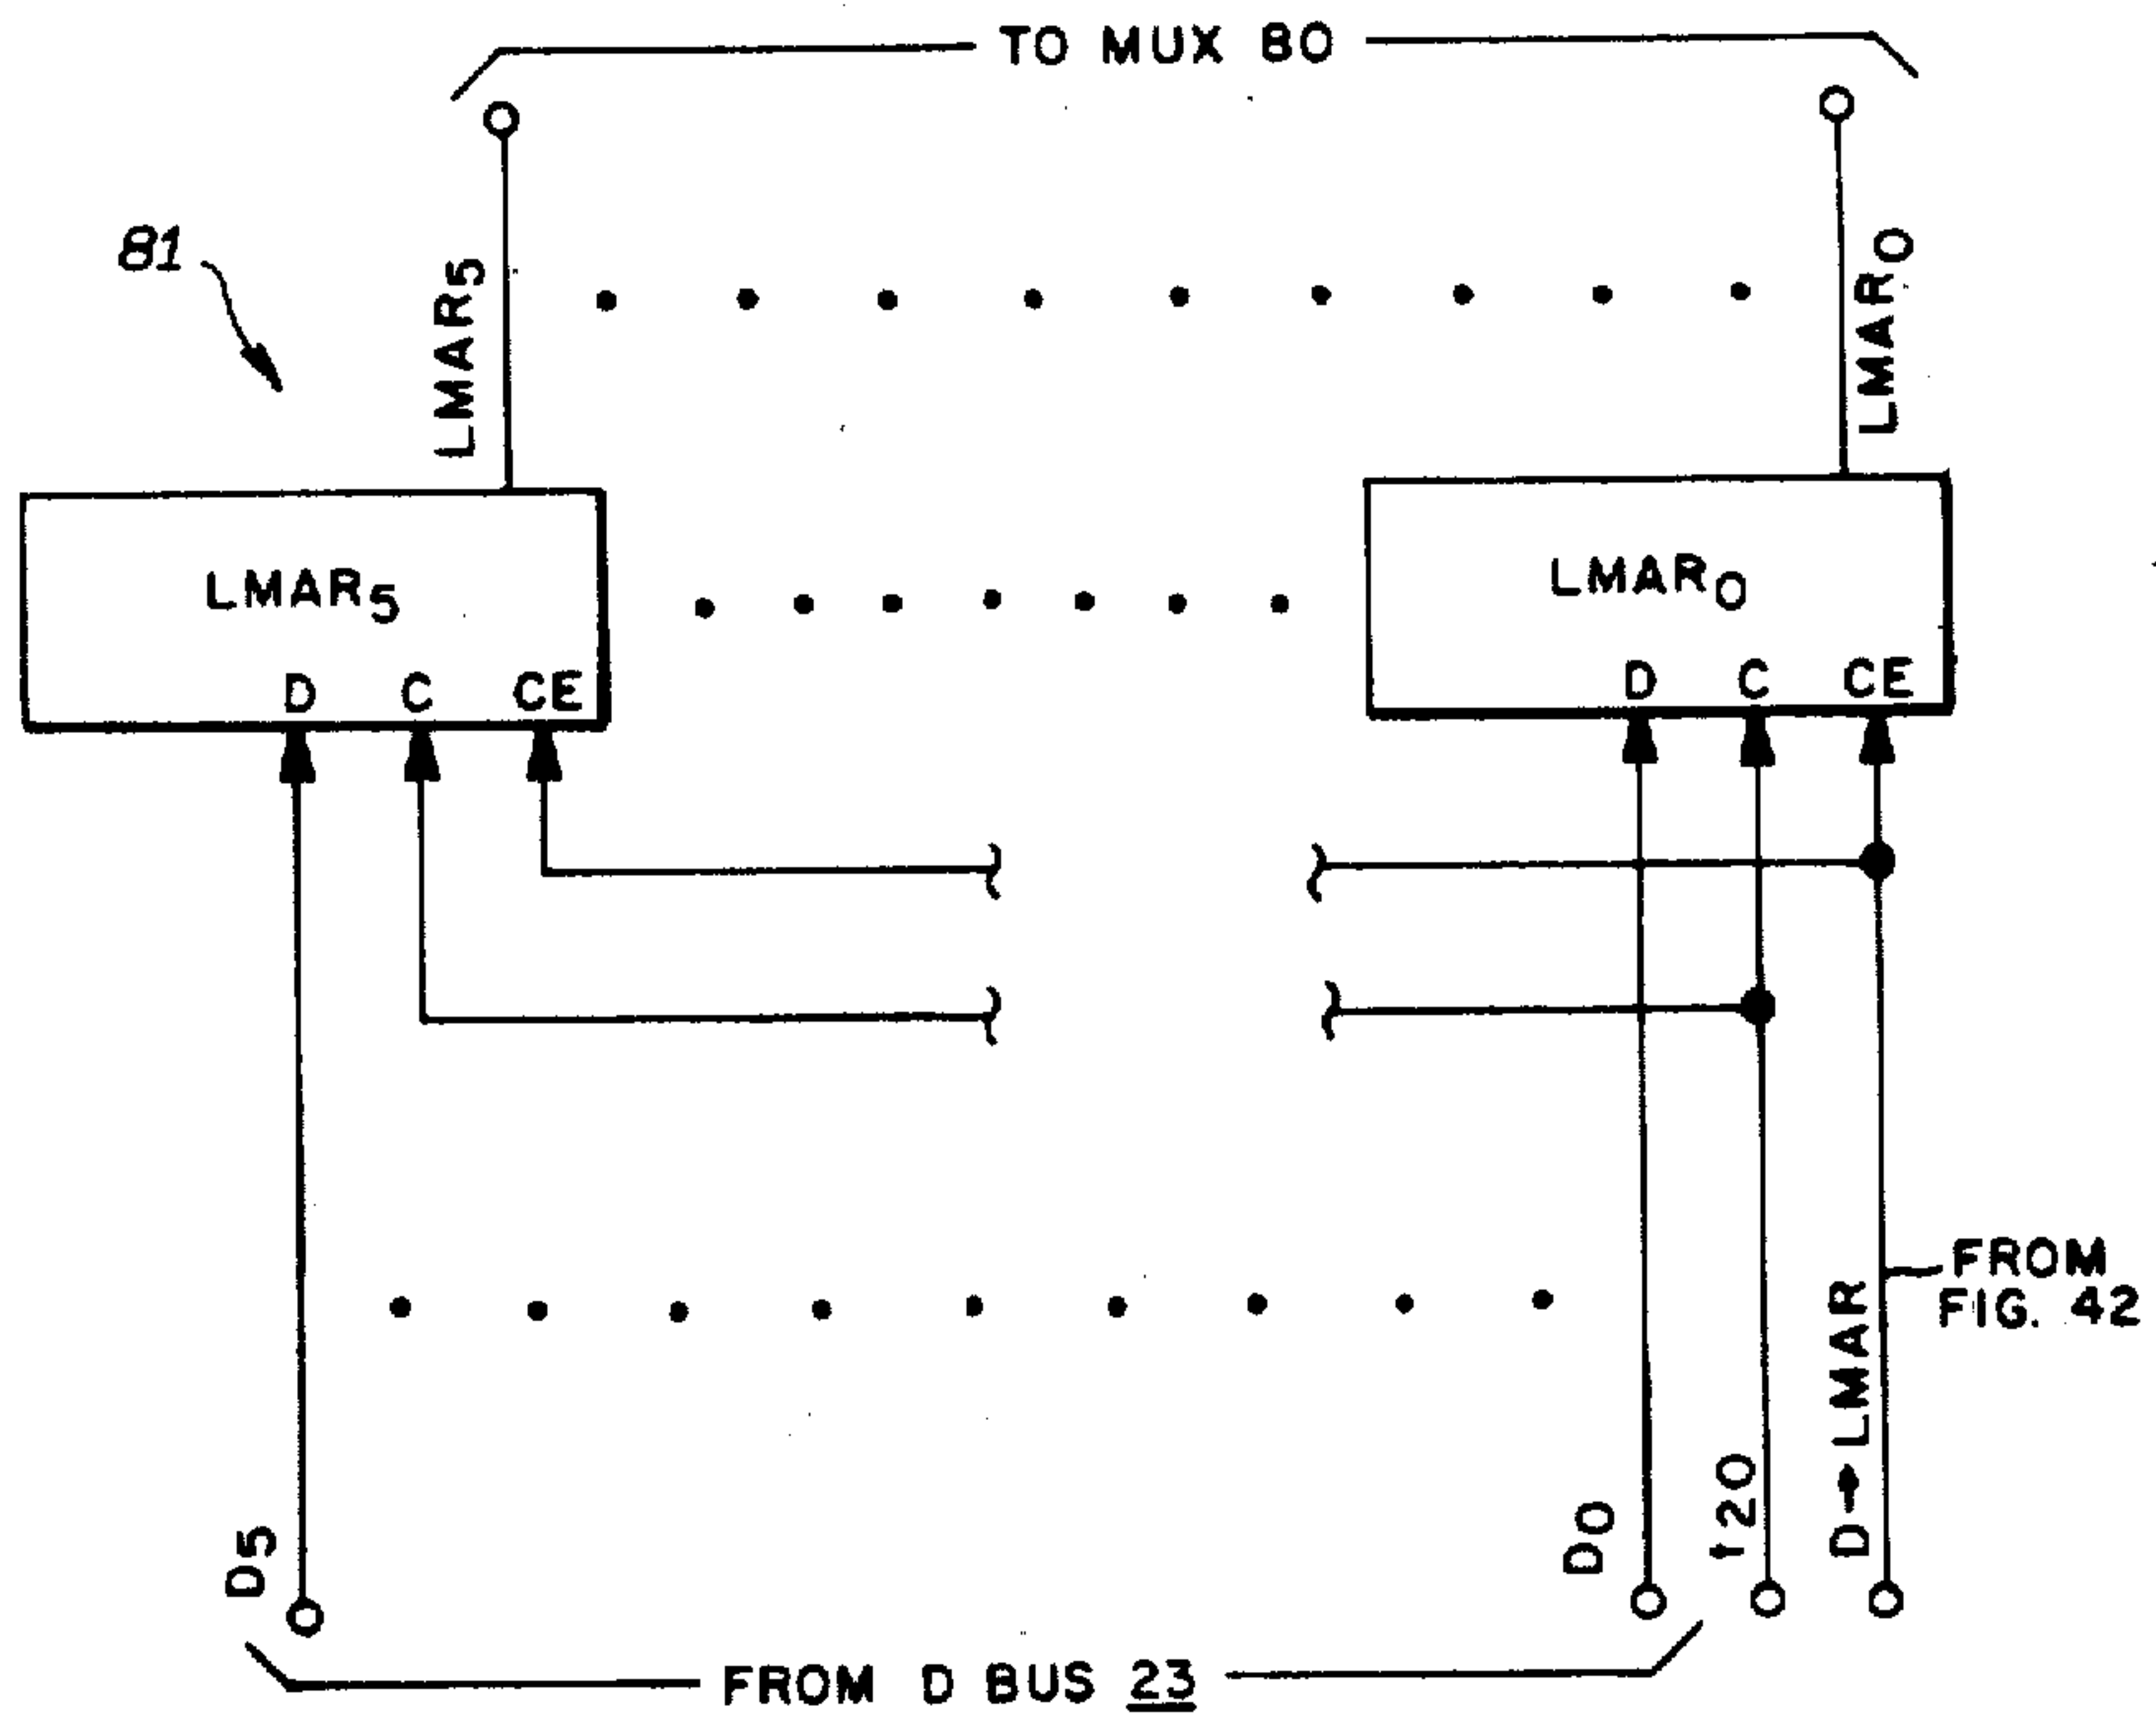 TO MUX 80
81
LMAR5
LMAR0
LMAR5
LMAR0
D C CE
D C CE
FROM
FIG. 42
D5
D0
t20
D→LMAR
FROM D BUS 23